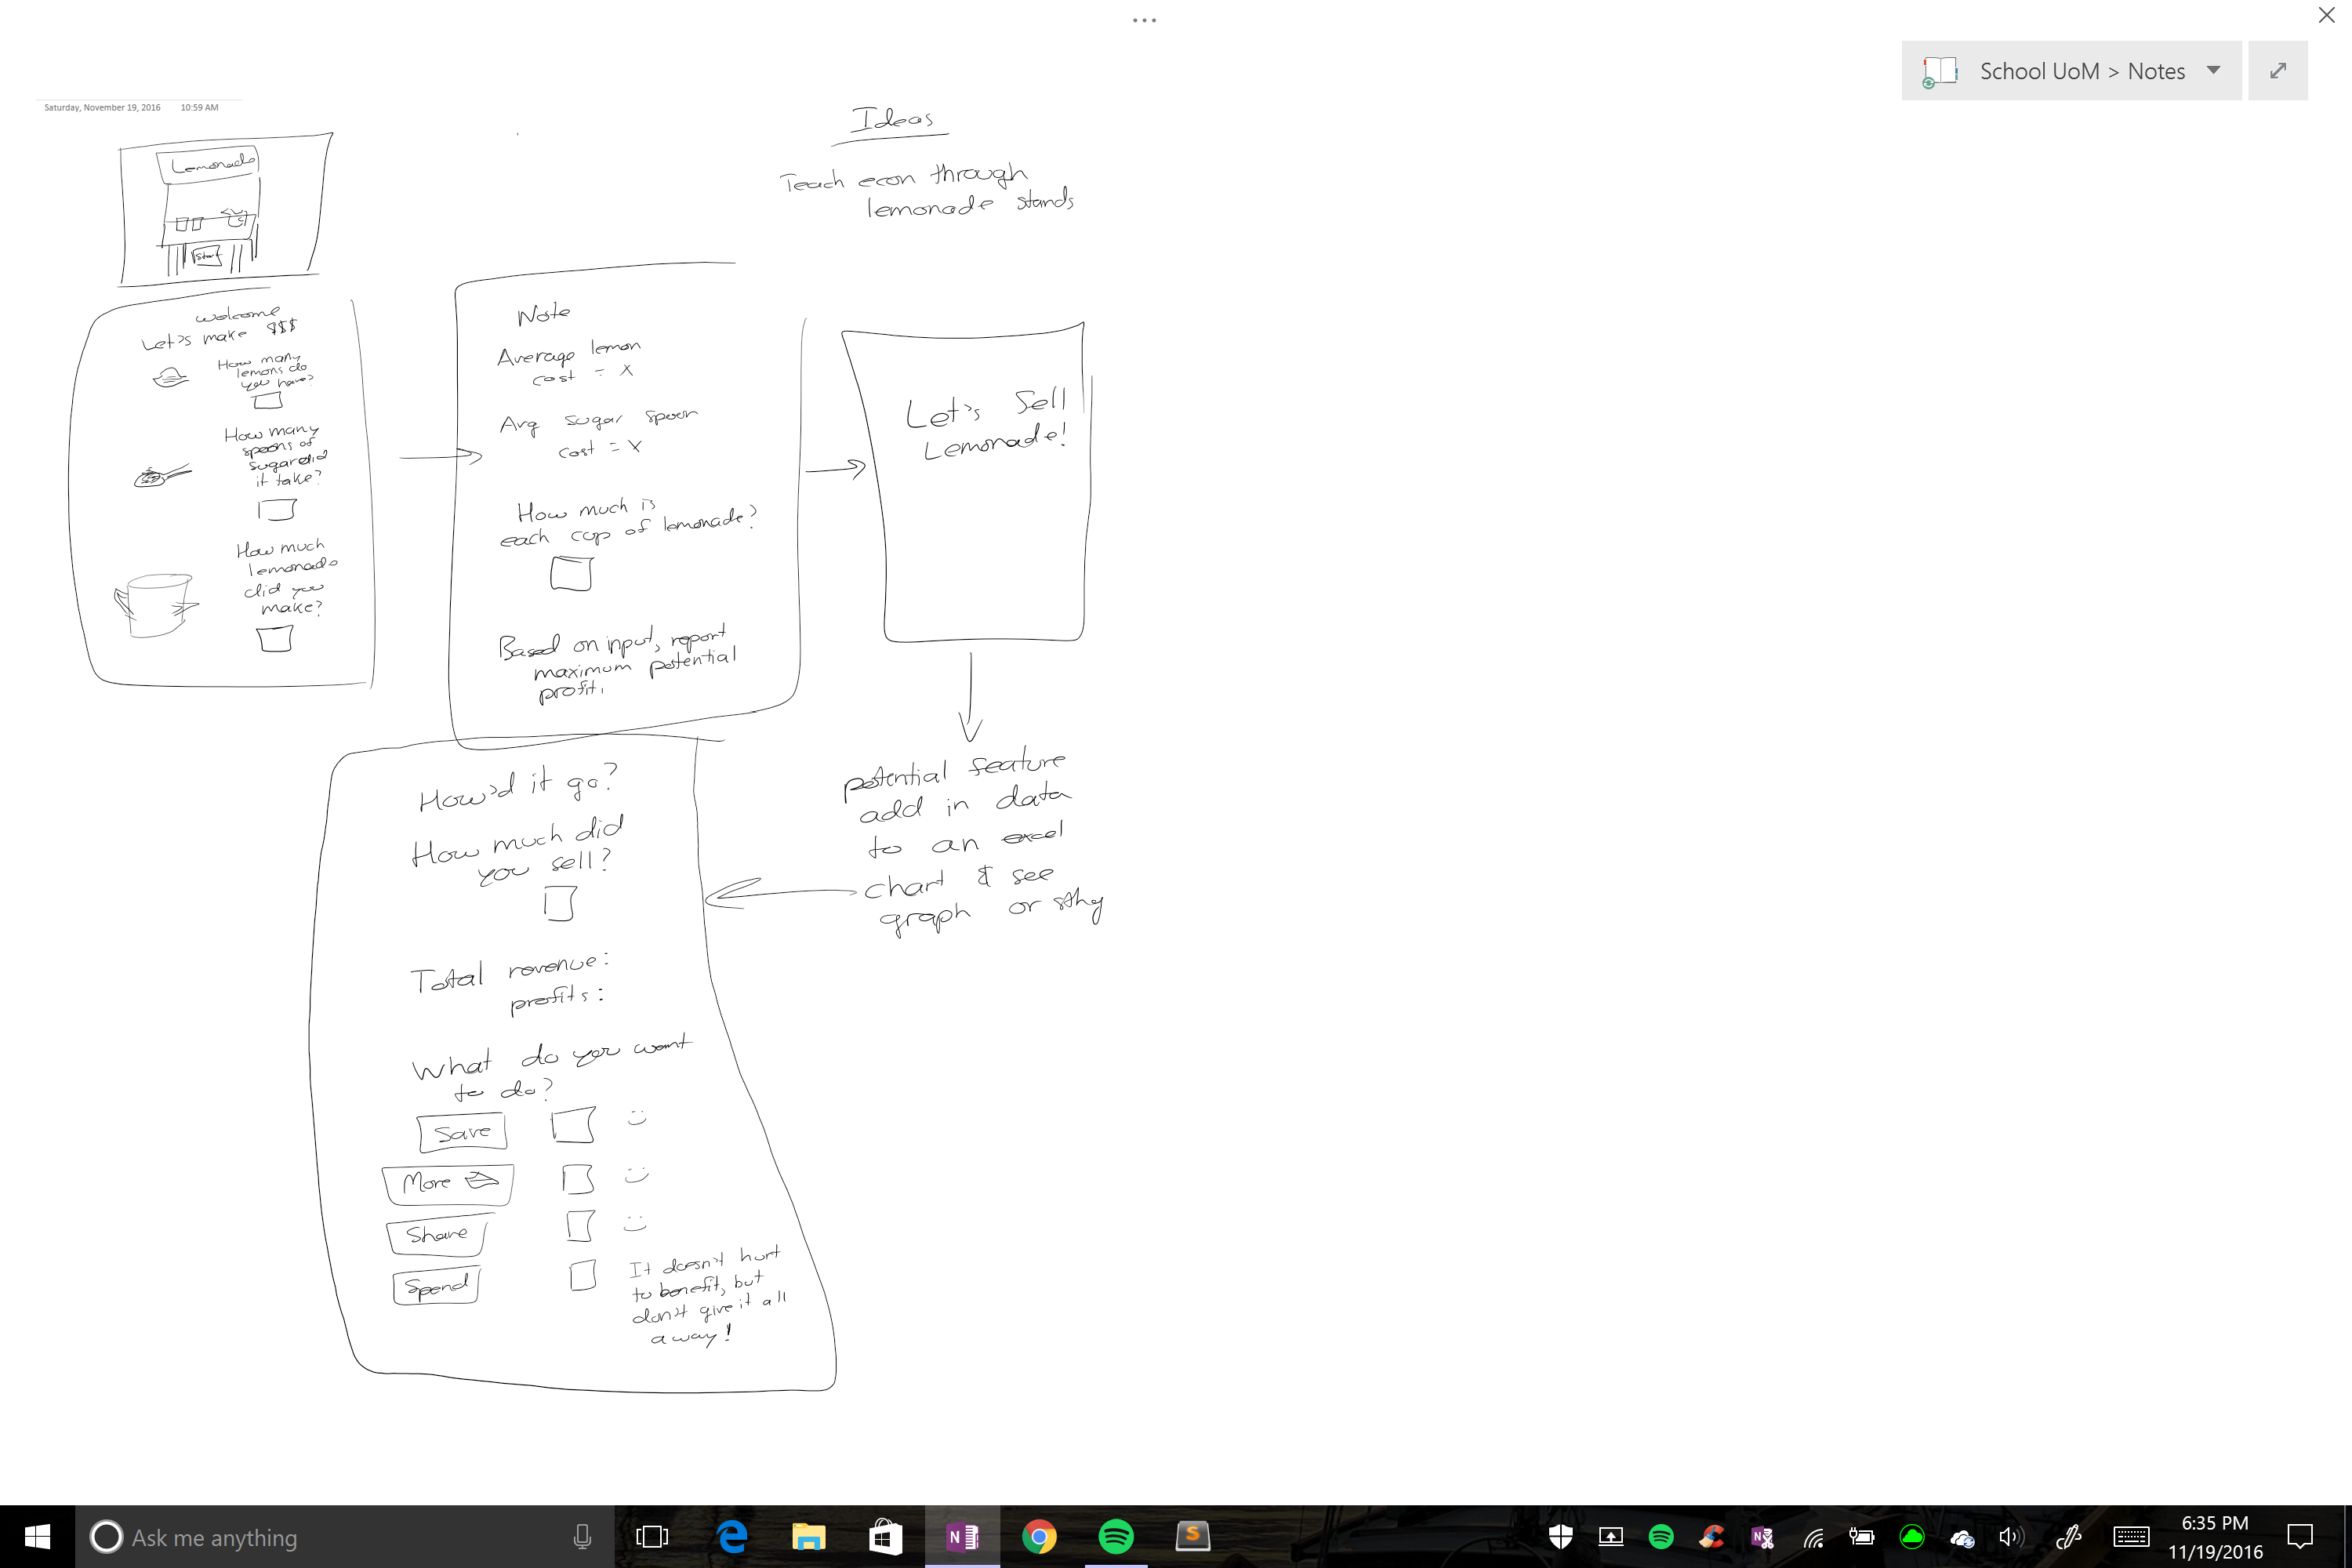 School UoM > Notes
Saturday, November 19, 2016 10:59 AM
Ideas
Teach econ through
lemonade stands
Lemonade
Start
Welcome
Let's make $$$
How many
lemons do
you have?
How many
spoons of
sugar did
it take?
How much
lemonade
did you
make?
Note
Average lemon
cost = X
Avg sugar spoon
cost = X
How much is
each cup of lemonade?
Based on input, report
maximum potential
profit.
Let's Sell
Lemonade!
potential feature
add in data
to an excel
chart & see
graph or sthg
How'd it go?
How much did
you sell?
Total revenue:
profits:
What do you want
to do?
Save
More
Share
Spend
It doesn't hurt
to benefit, but
don't give it all
away!
Ask me anything
6:35 PM
11/19/2016